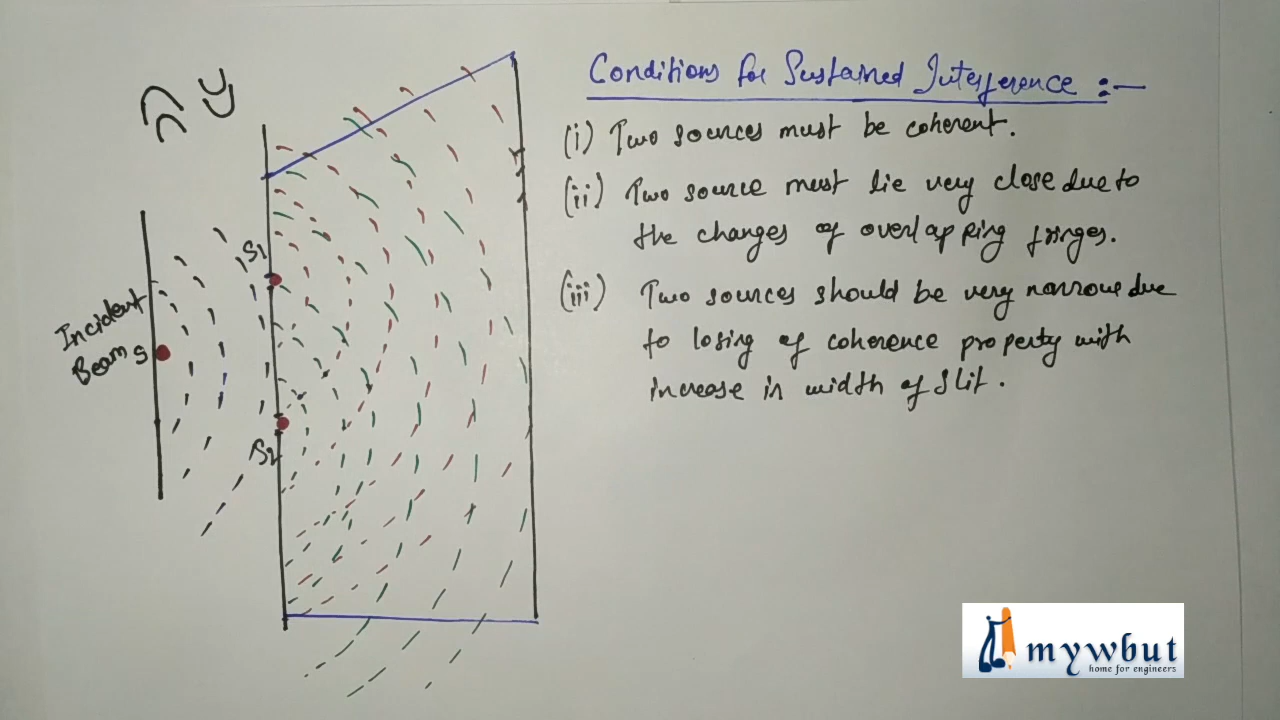 Conditions for Sustained Interference :-
(i) Two sources must be coherent.
(ii) Two source must lie very close due to
the changes of overlapping fringes.
(iii) Two sources should be very narrow due
to losing of coherence property with
increase in width of slit.
S1
Incident
Beam S
S2
mywbut
home for engineers